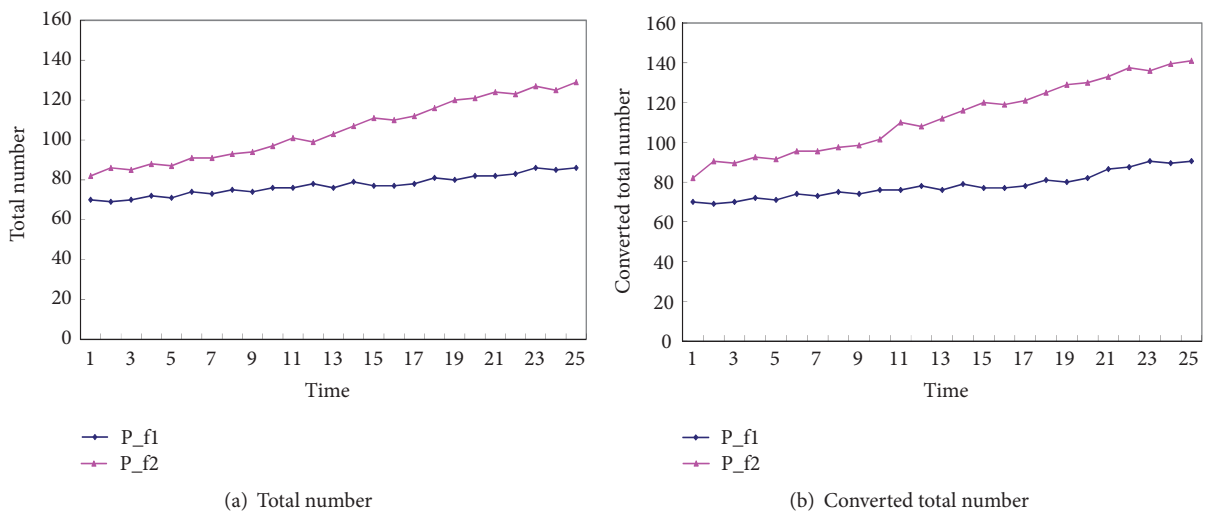 160
140
120
100
80
60
40
20
0
Total number
1 3 5 7 9 11 13 15 17 19 21 23 25
Time
P_f1
P_f2
(a) Total number
160
140
120
100
80
60
40
20
0
Converted total number
1 3 5 7 9 11 13 15 17 19 21 23 25
Time
P_f1
P_f2
(b) Converted total number